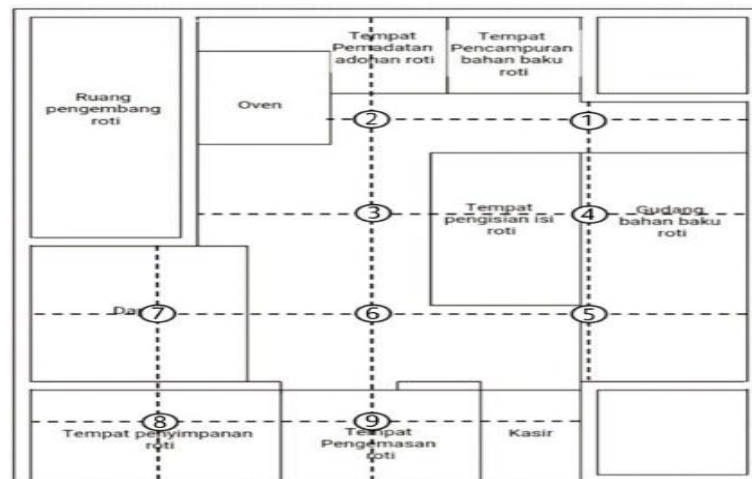 Tempat
Pemadatan
adonan roti
Tempat
Pencampuran
bahan baku
roti
Ruang
pengembang
roti
Oven
2
1
3
Tempat
pengisian isi
roti
4
Gudang
bahan baku
roti
7
6
5
8
9
Tempat penyimpanan
roti
Tempat
Pengemasan
roti
Kasir